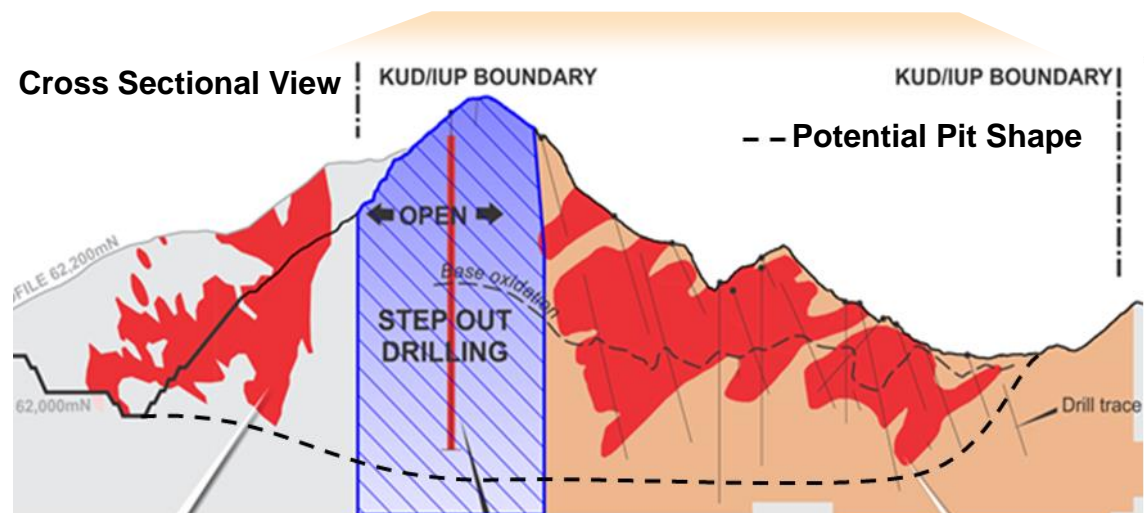 Cross Sectional View
KUD/IUP BOUNDARY
KUD/IUP BOUNDARY
– – Potential Pit Shape
OPEN
62,200mN
Base oxidation
STEP OUT
DRILLING
62,000mN
Drill trace